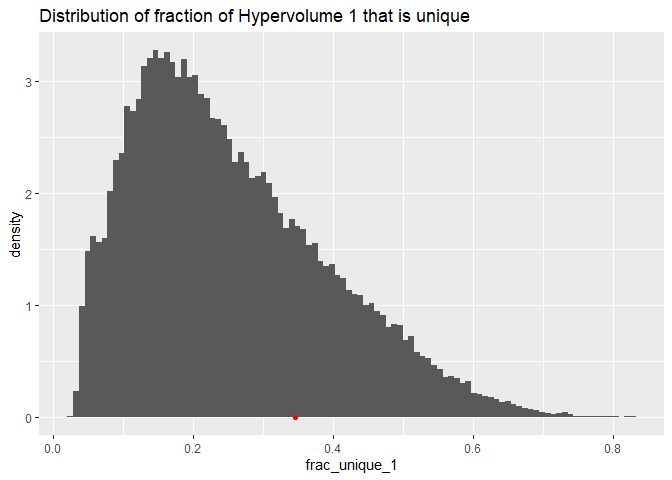 Distribution of fraction of Hypervolume 1 that is unique
density
3
2
1
0
0.0 0.2 0.4 0.6 0.8
frac_unique_1